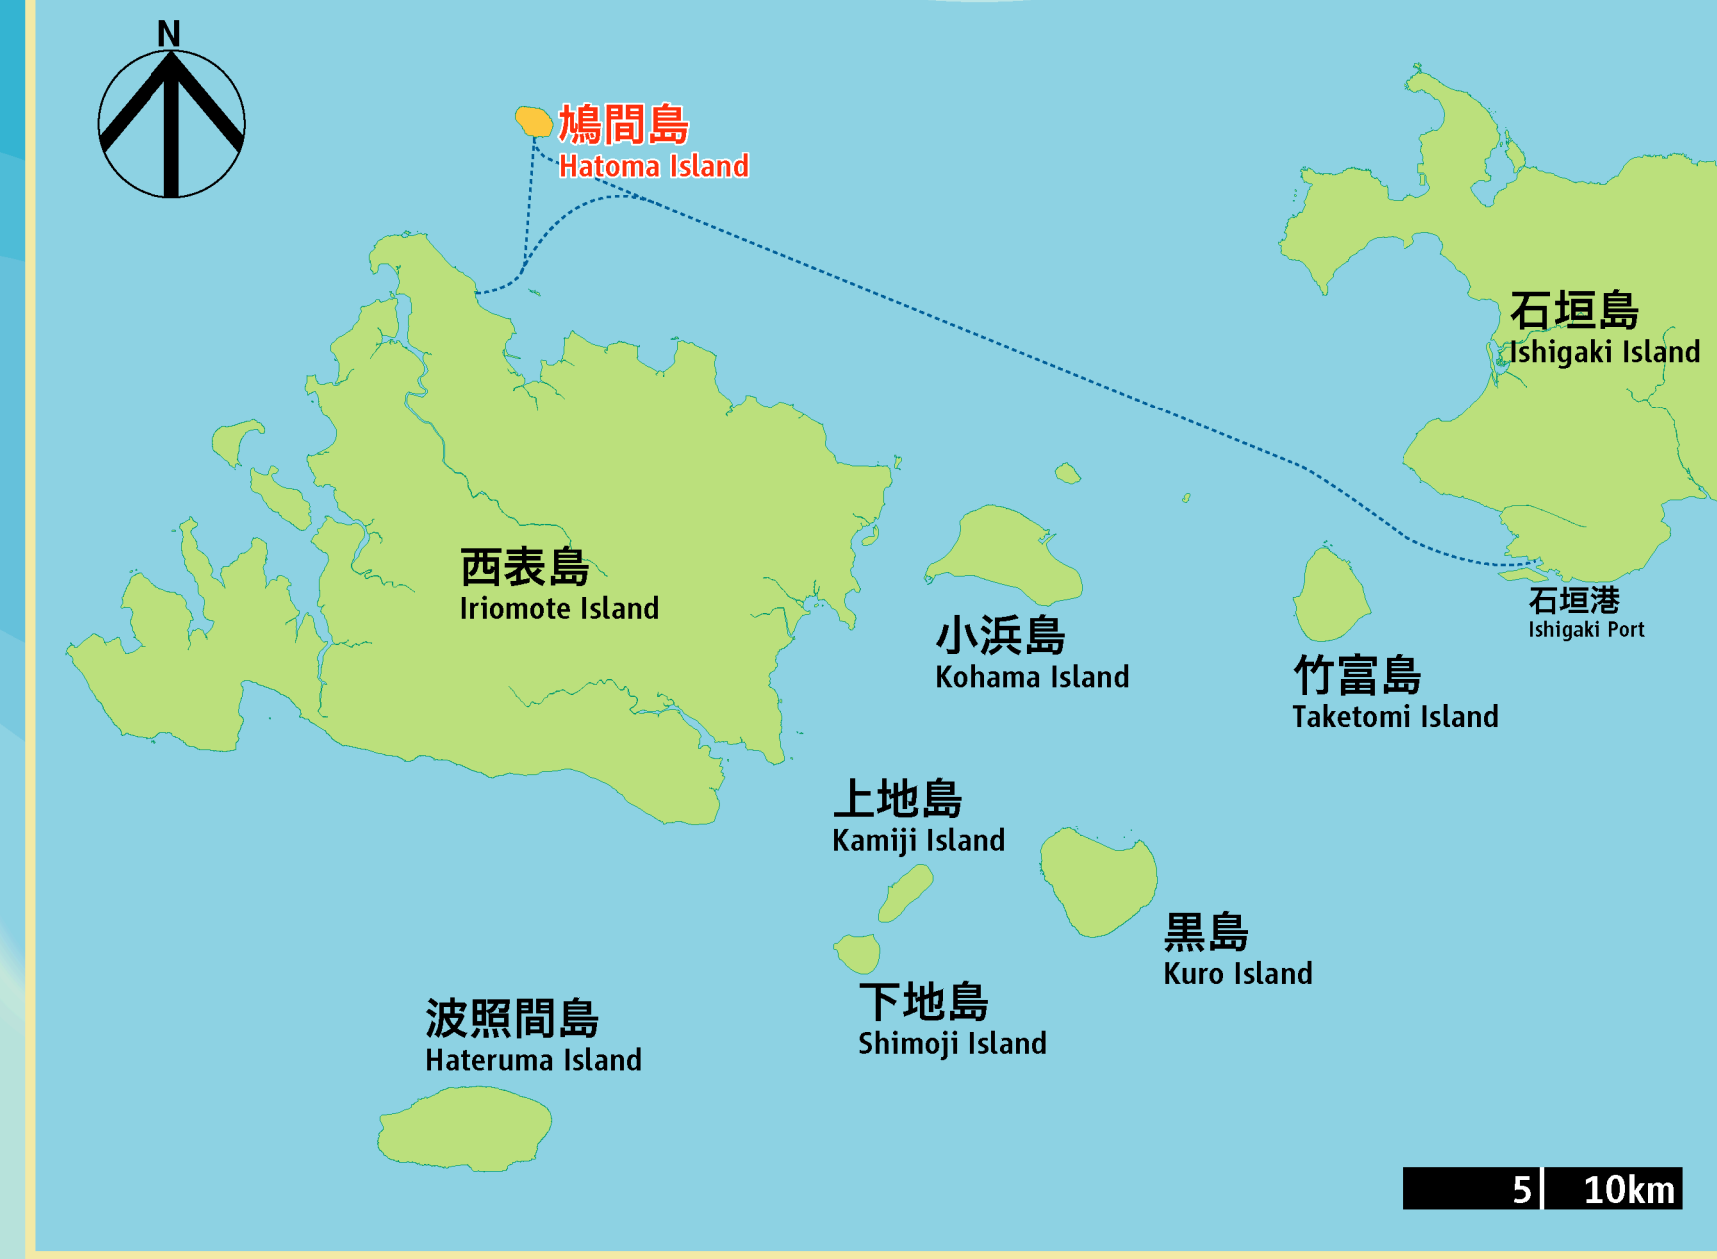 N
鳩間島
Hatoma Island
石垣島
Ishigaki Island
西表島
Iriomote Island
石垣港
Ishigaki Port
小浜島
Kohama Island
竹富島
Taketomi Island
上地島
Kamiji Island
黒島
Kuro Island
下地島
Shimoji Island
波照間島
Hateruma Island
5 10km